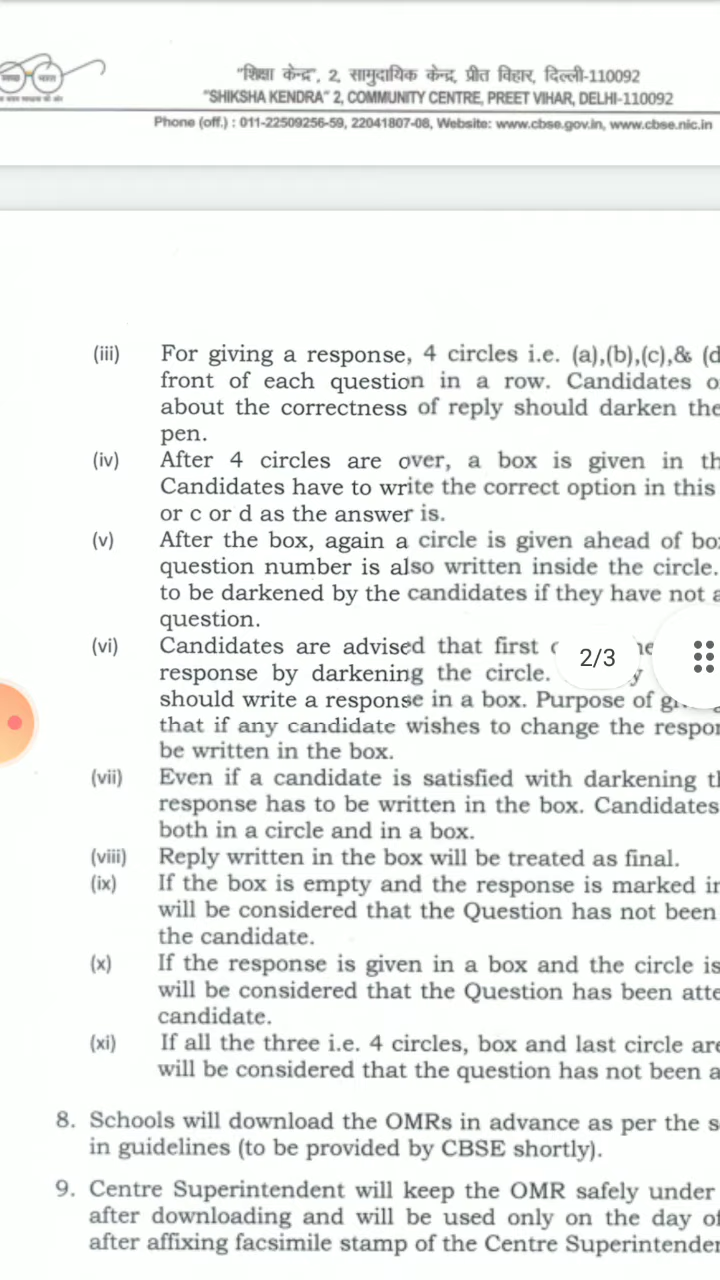 "शिक्षा केन्द्र", 2, सामुदायिक केन्द्र, प्रीत विहार, दिल्ली-110092
"SHIKSHA KENDRA" 2, COMMUNITY CENTRE, PREET VIHAR, DELHI-110092
Phone (off.) : 011-22509256-59, 22041807-08, Website: www.cbse.gov.in, www.cbse.nic.in
(iii) For giving a response, 4 circles i.e. (a),(b),(c),& (d
front of each question in a row. Candidates
about the correctness of reply should darken the
pen.
(iv) After 4 circles are over, a box is given in
Candidates have to write the correct option in this
or c or d as the answer is.
(v) After the box, again a circle is given ahead of
question number is also written inside the circle.
to be darkened by the candidates if they have not
question.
(vi) Candidates are advised that first
response by darkening the circle.
2/3
should write a response in a box. Purpose of
that if any candidate wishes to change the
be written in the box.
(vii) Even if a candidate is satisfied with darkening
response has to be written in the box. Candidates
both in a circle and in a box.
(viii) Reply written in the box will be treated as final.
(ix) If the box is empty and the response is marked
will be considered that the Question has not been
the candidate.
(x) If the response is given in a box and the circle is
will be considered that the Question has been
candidate.
(xi) If all the three i.e. 4 circles, box and last circle are
will be considered that the question has not been
8. Schools will download the OMRs in advance as per the
in guidelines (to be provided by CBSE shortly).
9. Centre Superintendent will keep the OMR safely under
after downloading and will be used only on the day of
after affixing facsimile stamp of the Centre